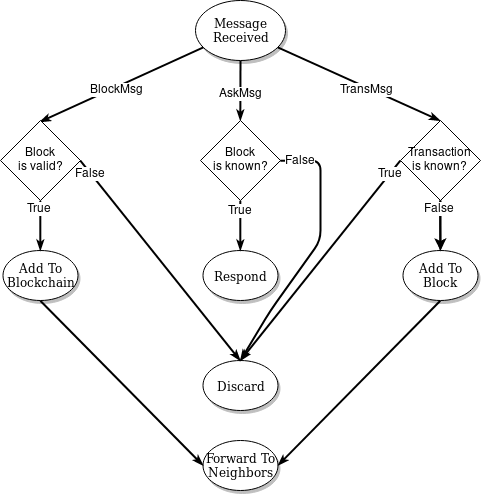 Message
Received
BlockMsg
AskMsg
TransMsg
Block
is valid?
Block
is known?
Transaction
is known?
False
False
True
True
True
False
Add To
Blockchain
Respond
Add To
Block
Discard
Forward To
Neighbors